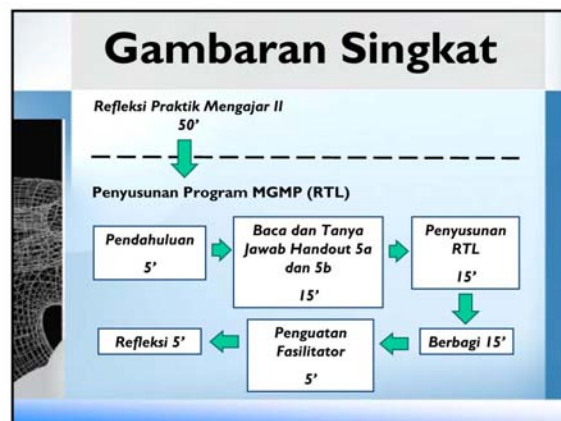 Gambaran Singkat
Refleksi Praktik Mengajar II
50’
Penyusunan Program MGMP (RTL)
Pendahuluan
5’
Baca dan Tanya
Jawab Handout 5a
dan 5b
15’
Penyusunan
RTL
15’
Berbagi 15’
Penguatan
Fasilitator
5’
Refleksi 5’